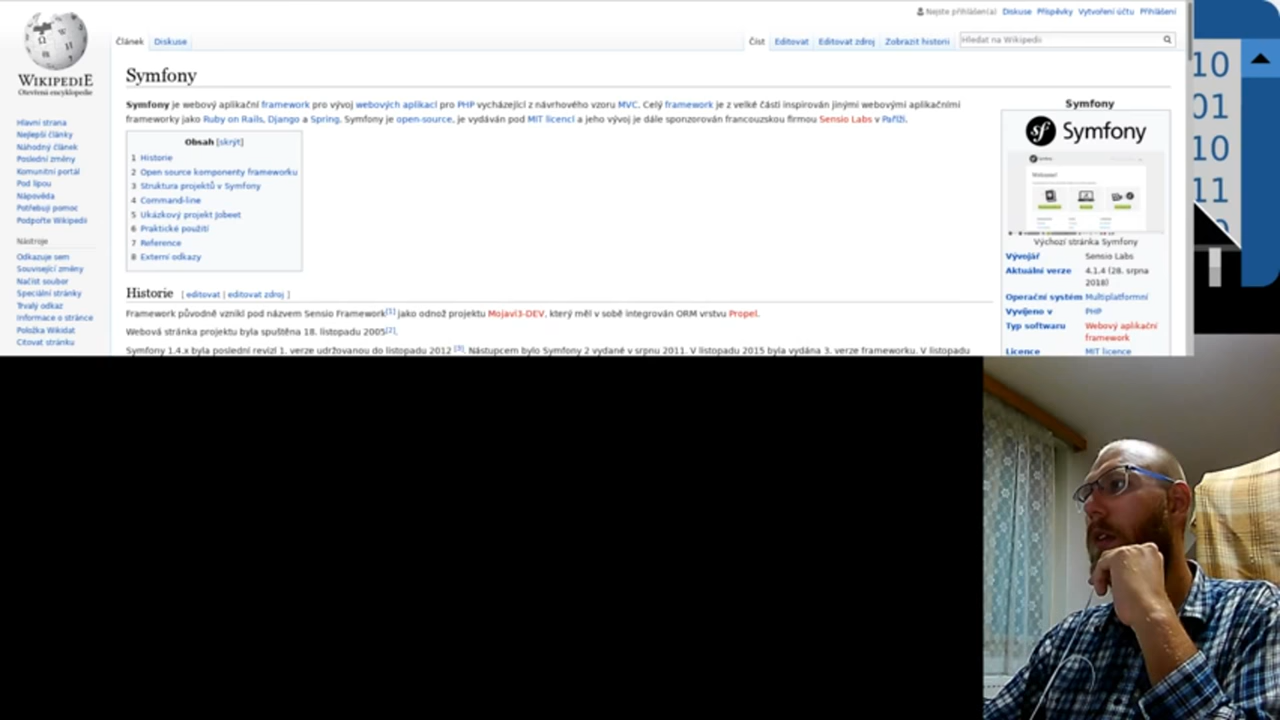 Nejste přihlášen(a) Diskuse Příspěvky Vytvoření účtu Přihlášení
Článek Diskuse Číst Editovat Editovat zdroj Zobrazit historii Hledat na Wikipedii
WIKIPEDIE
Otevřená encyklopedie
Hlavní strana
Nejlepší články
Náhodný článek
Poslední změny
Komunitní portál
Pod lípou
Nápověda
Potřebuji pomoc
Podpořte Wikipedii
Nástroje
Odkazuje sem
Související změny
Načíst soubor
Speciální stránky
Trvalý odkaz
Informace o stránce
Položka Wikidat
Citovat stránku
Symfony
Symfony je webový aplikační framework pro vývoj webových aplikací pro PHP vycházející z návrhového vzoru MVC. Celý framework je z velké části inspirován jinými webovými aplikačními
frameworky jako Ruby on Rails, Django a Spring. Symfony je open-source, je vydáván pod MIT licencí a jeho vývoj je dále sponzorován francouzskou firmou Sensio Labs v Paříži.
Obsah [skrýt]
1 Historie
2 Open source komponenty frameworku
3 Struktura projektů v Symfony
4 Command-line
5 Ukázkový projekt Jobeet
6 Praktické použití
7 Reference
8 Externí odkazy
Historie [ editovat | editovat zdroj ]
Framework původně vznikl pod názvem Sensio Framework[1] jako odnož projektu Mojavi3-DEV, který měl v sobě integrován ORM vrstvu Propel.
Webová stránka projektu byla spuštěna 18. listopadu 2005[2].
Symfony 1.4.x byla poslední revizí 1. verze udržovanou do listopadu 2012 [3]. Nástupcem bylo Symfony 2 vydané v srpnu 2011. V listopadu 2015 byla vydána 3. verze frameworku. V listopadu
Symfony
Symfony
Výchozí stránka Symfony
Vývojář Sensio Labs
Aktuální verze 4.1.4 (28. srpna
2018)
Operační systém Multiplatformní
Vyvíjeno v PHP
Typ softwaru Webový aplikační
framework
Licence MIT licence
10
01
10
11